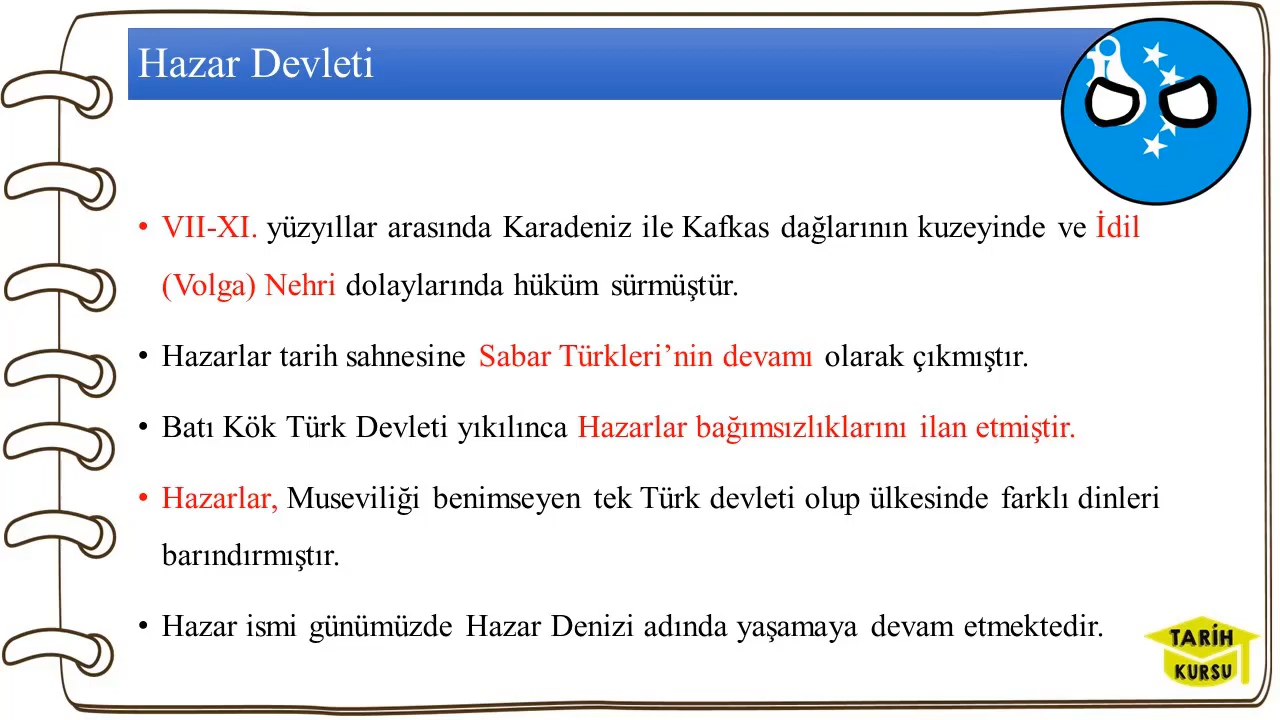 Hazar Devleti
• VII-XI. yüzyıllar arasında Karadeniz ile Kafkas dağlarının kuzeyinde ve İdil
(Volga) Nehri dolaylarında hüküm sürmüştür.
• Hazarlar tarih sahnesine Sabar Türkleri’nin devamı olarak çıkmıştır.
• Batı Kök Türk Devleti yıkılınca Hazarlar bağımsızlıklarını ilan etmiştir.
• Hazarlar, Museviliği benimseyen tek Türk devleti olup ülkesinde farklı dinleri
barındırmıştır.
• Hazar ismi günümüzde Hazar Denizi adında yaşamaya devam etmektedir.
TARİH
KURSU